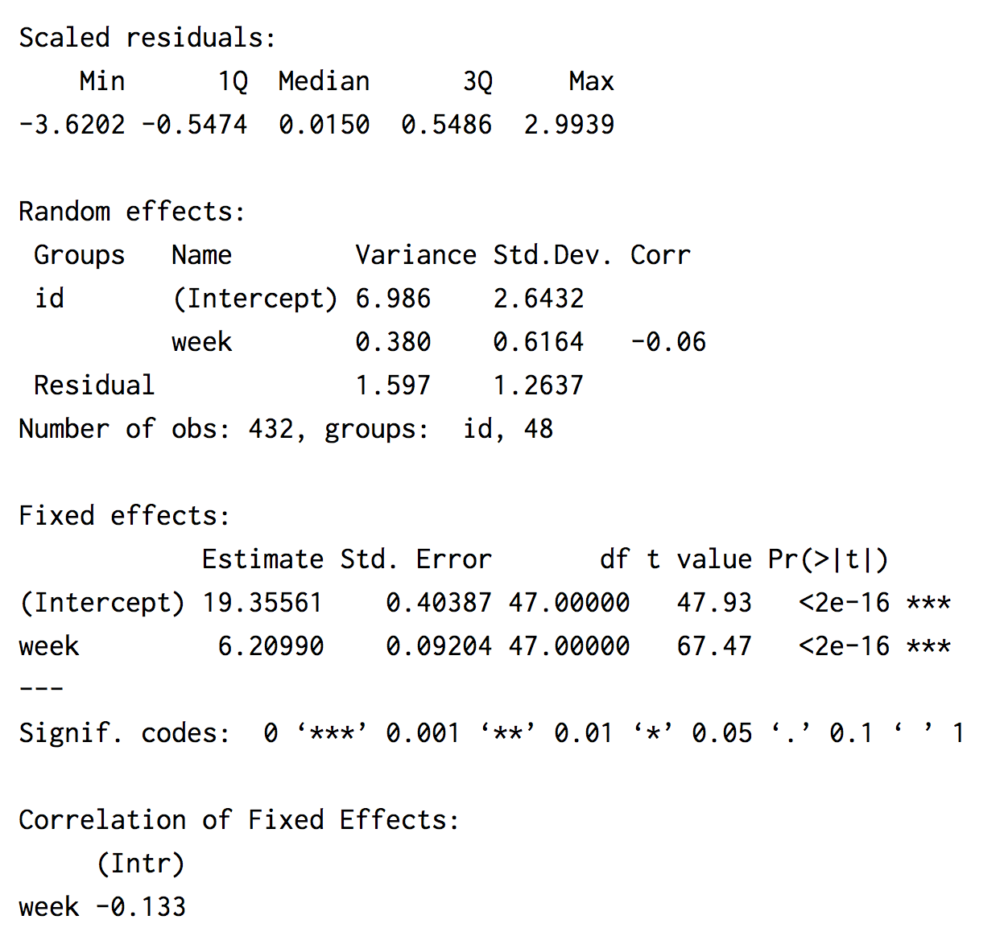 Scaled residuals:
    Min      1Q  Median      3Q     Max
-3.6202 -0.5474  0.0150  0.5486  2.9939

Random effects:
 Groups   Name        Variance Std.Dev. Corr
 id       (Intercept) 6.986    2.6432
          week        0.380    0.6164   -0.06
 Residual             1.597    1.2637
Number of obs: 432, groups:  id, 48

Fixed effects:
            Estimate Std. Error       df t value Pr(>|t|)
(Intercept) 19.35561    0.40387 47.00000   47.93   <2e-16 ***
week         6.20990    0.09204 47.00000   67.47   <2e-16 ***
---
Signif. codes:  0 ‘***’ 0.001 ‘**’ 0.01 ‘*’ 0.05 ‘.’ 0.1 ‘ ’ 1

Correlation of Fixed Effects:
     (Intr)
week -0.133